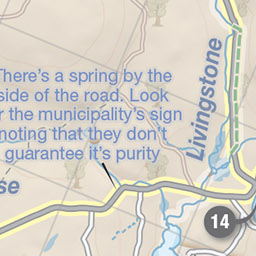 There's a spring by the
side of the road. Look
r the municipality's sign
noting that they don't
guarantee it's purity
Livingstone
se
14